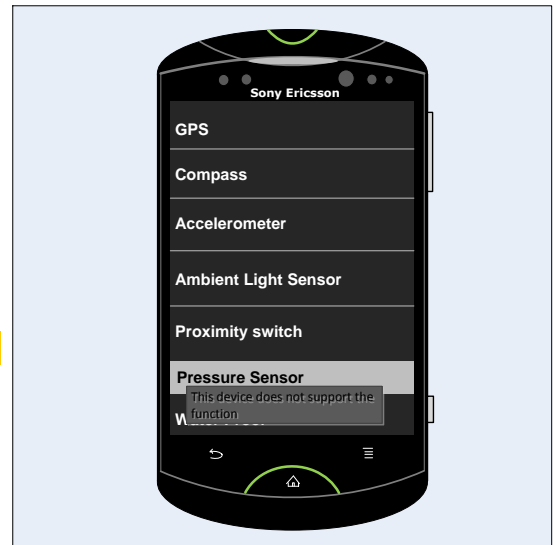 Sony Ericsson
GPS
Compass
Accelerometer
Ambient Light Sensor
Proximity switch
Pressure Sensor
This device does not support the
function